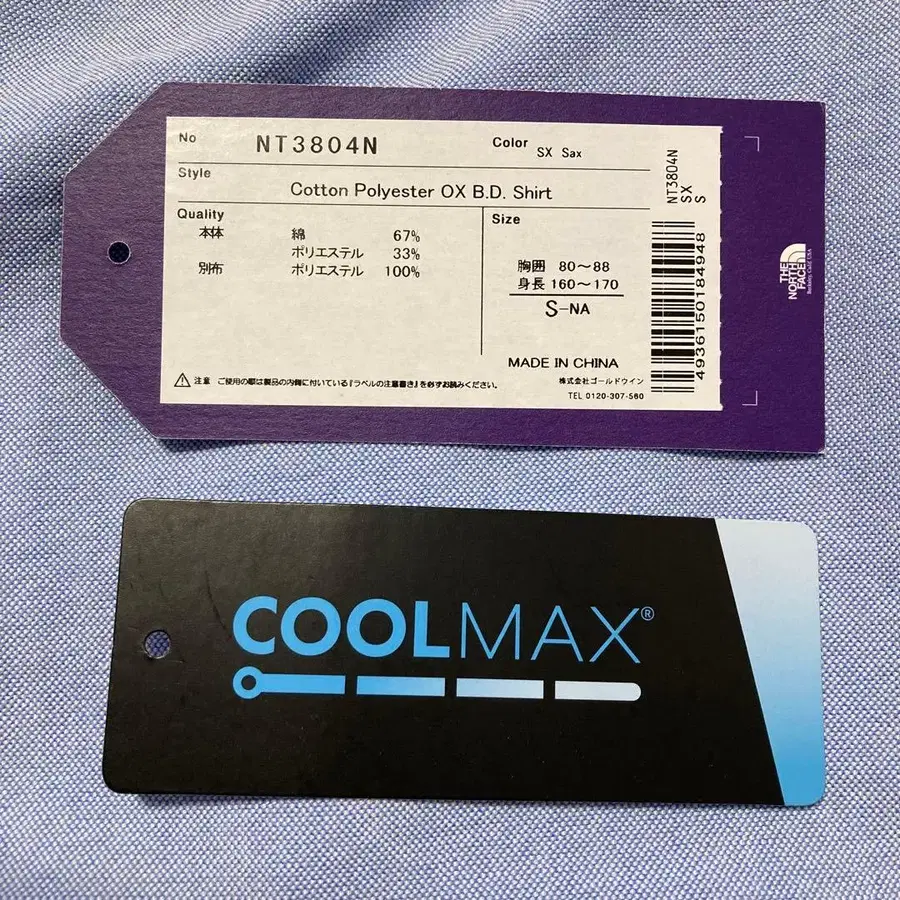 No NT3804N Color SX Sax
Style
Cotton Polyester OX B.D. Shirt
Quality
本体 綿 67%
ポリエステル 33%
別布 ポリエステル 100%
Size
胸囲 80～88
身長 160～170
S-NA
MADE IN CHINA
株式会社ゴールドウイン
TEL 0120-307-560
⚠注意 ご使用の際は製品の内側に付いている『ラベルの注意書き』を必ずお読みください。
NT3804N
SX
S
4936150184948
THE
NORTH
FACE
COOLMAX®